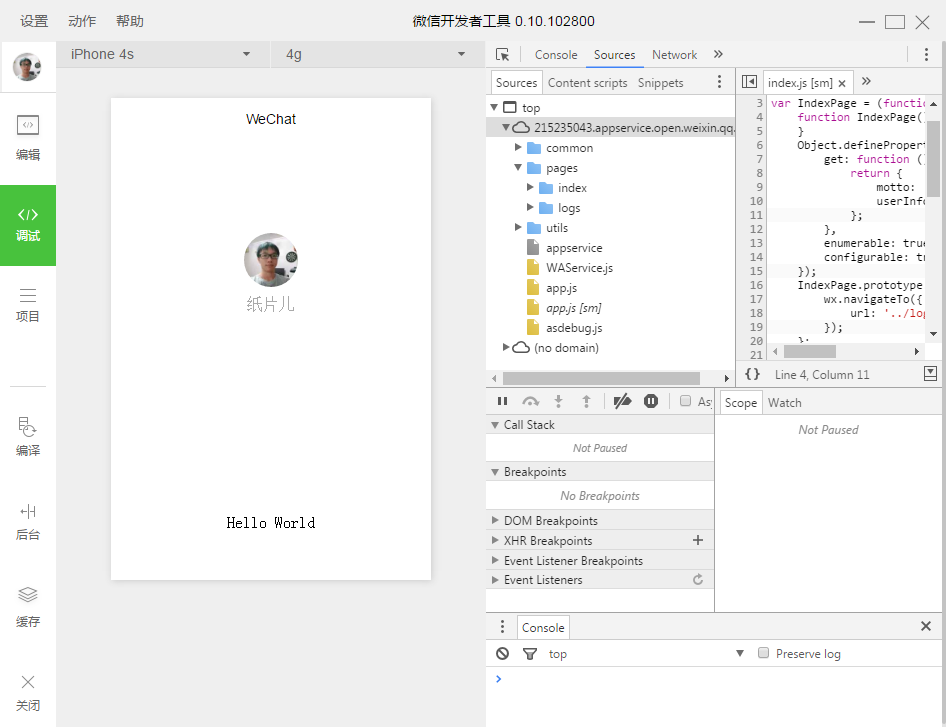 设置 动作 帮助 微信开发者工具 0.10.102800
iPhone 4s 4g
编辑
调试
项目
编译
后台
缓存
关闭
WeChat
纸片儿
Hello World
Console Sources Network »
Sources Content scripts Snippets
top
215235043.appservice.open.weixin.qq.
common
pages
index
logs
utils
appservice
WAService.js
app.js
app.js [sm]
asdebug.js
(no domain)
index.js [sm] × »
3 var IndexPage = (functio
4 function IndexPage()
5 }
6 Object.definePropert
7 get: function ()
8 return {
9 motto:
10 userInfo
11 };
12 },
13 enumerable: true
14 configurable: tr
15 });
16 IndexPage.prototype
17 wx.navigateTo({
18 url: '../log
19 });
20 };
21
{} Line 4, Column 11
As
Call Stack
Not Paused
Breakpoints
No Breakpoints
DOM Breakpoints
XHR Breakpoints +
Event Listener Breakpoints
Event Listeners
Scope Watch
Not Paused
Console
top Preserve log